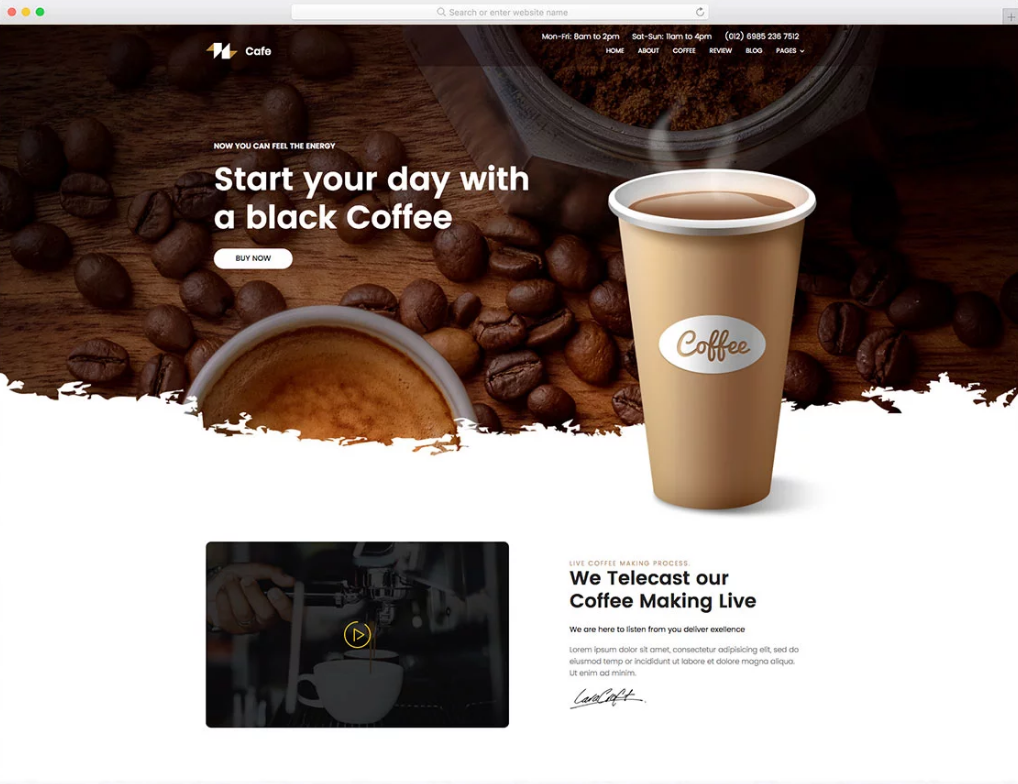 Search or enter website name
Mon-Fri: 8am to 2pm Sat-Sun: 11am to 4pm (012) 6985 236 7512
Cafe
HOME ABOUT COFFEE REVIEW BLOG PAGES
NOW YOU CAN FEEL THE ENERGY
Start your day with
a black Coffee
BUY NOW
Coffee
LIVE COFFEE MAKING PROCESS.
We Telecast our
Coffee Making Live
We are here to listen from you deliver exellence
Lorem ipsum dolor sit amet, consectetur adipisicing elit, sed do
eiusmod temp or incididunt ut labore et dolore magna aliqua.
Ut enim ad minim.